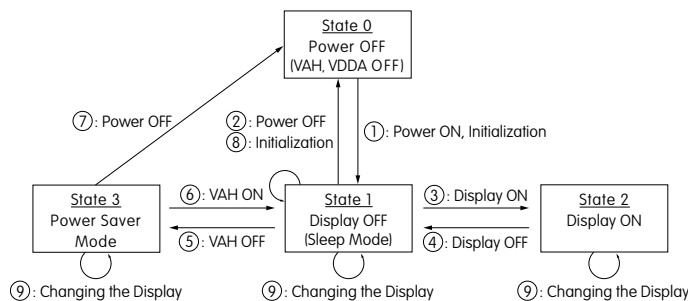 State 0
Power OFF
(VAH, VDDA OFF)
⑦: Power OFF
②: Power OFF
⑧: Initialization
①: Power ON, Initialization
State 3
Power Saver
Mode
⑥: VAH ON
⑤: VAH OFF
State 1
Display OFF
(Sleep Mode)
③: Display ON
④: Display OFF
State 2
Display ON
⑨: Changing the Display
⑨: Changing the Display
⑨: Changing the Display